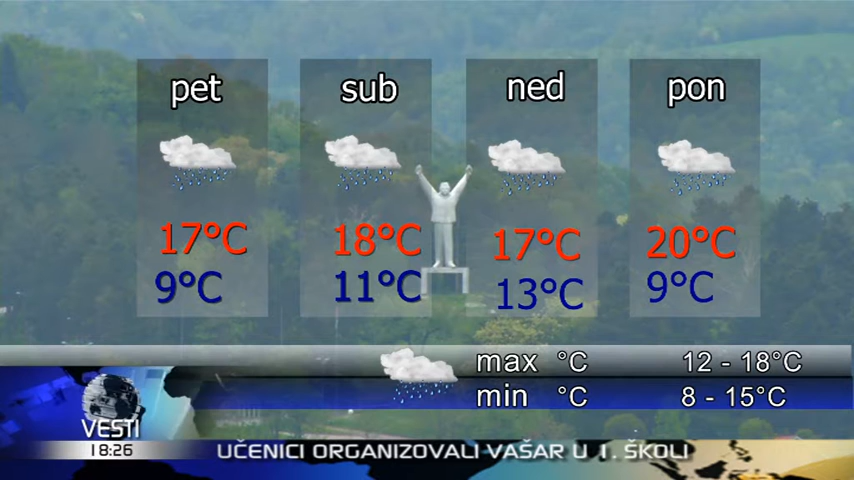 pet sub ned pon
17°C 18°C 17°C 20°C
9°C 11°C 13°C 9°C
max °C 12 - 18°C
min °C 8 - 15°C
VESTI
18:26 UČENICI ORGANIZOVALI VAŠAR U 1. ŠKOLI